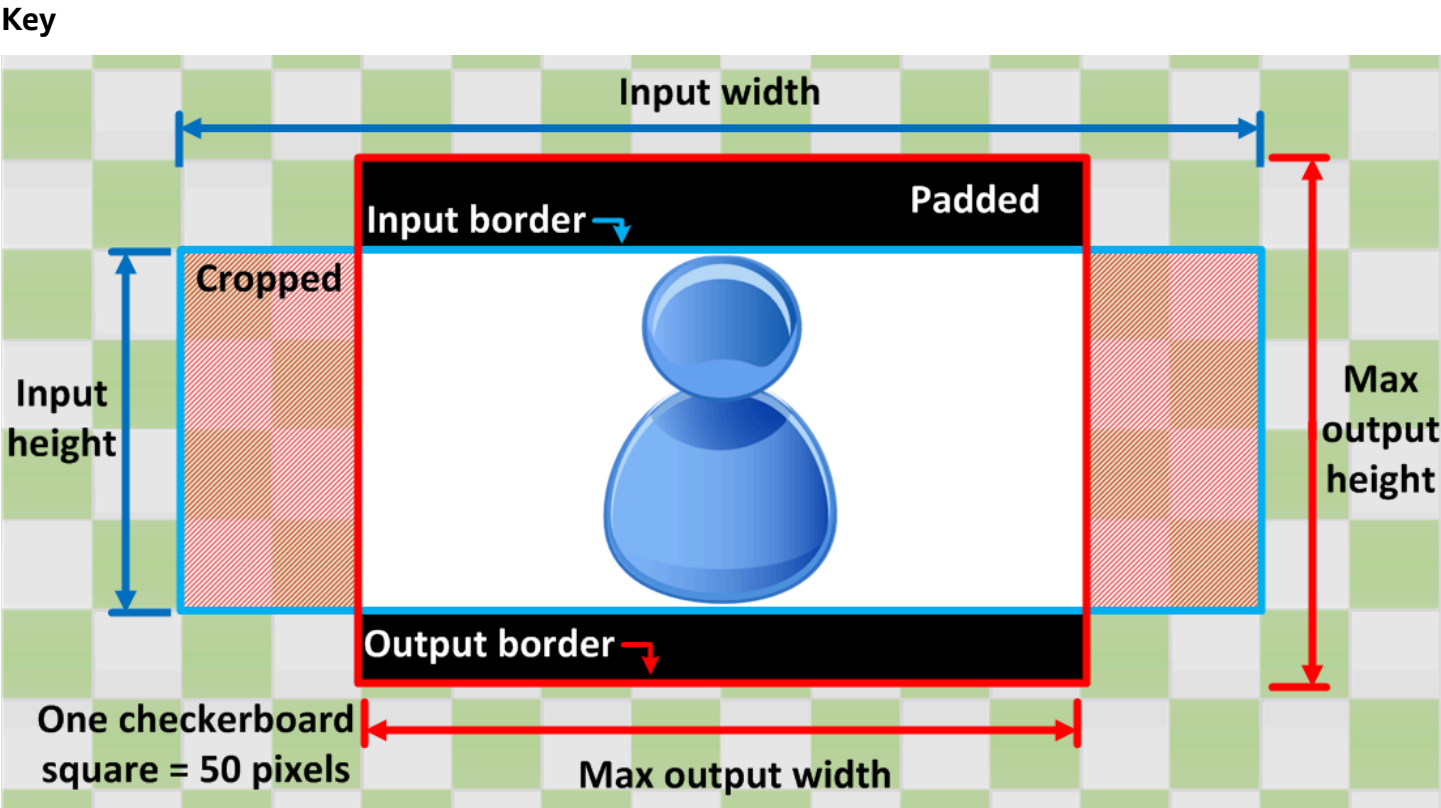 Key
Input width
Padded
Input border
Cropped
Input
height
Max
output
height
Output border
One checkerboard
square = 50 pixels
Max output width